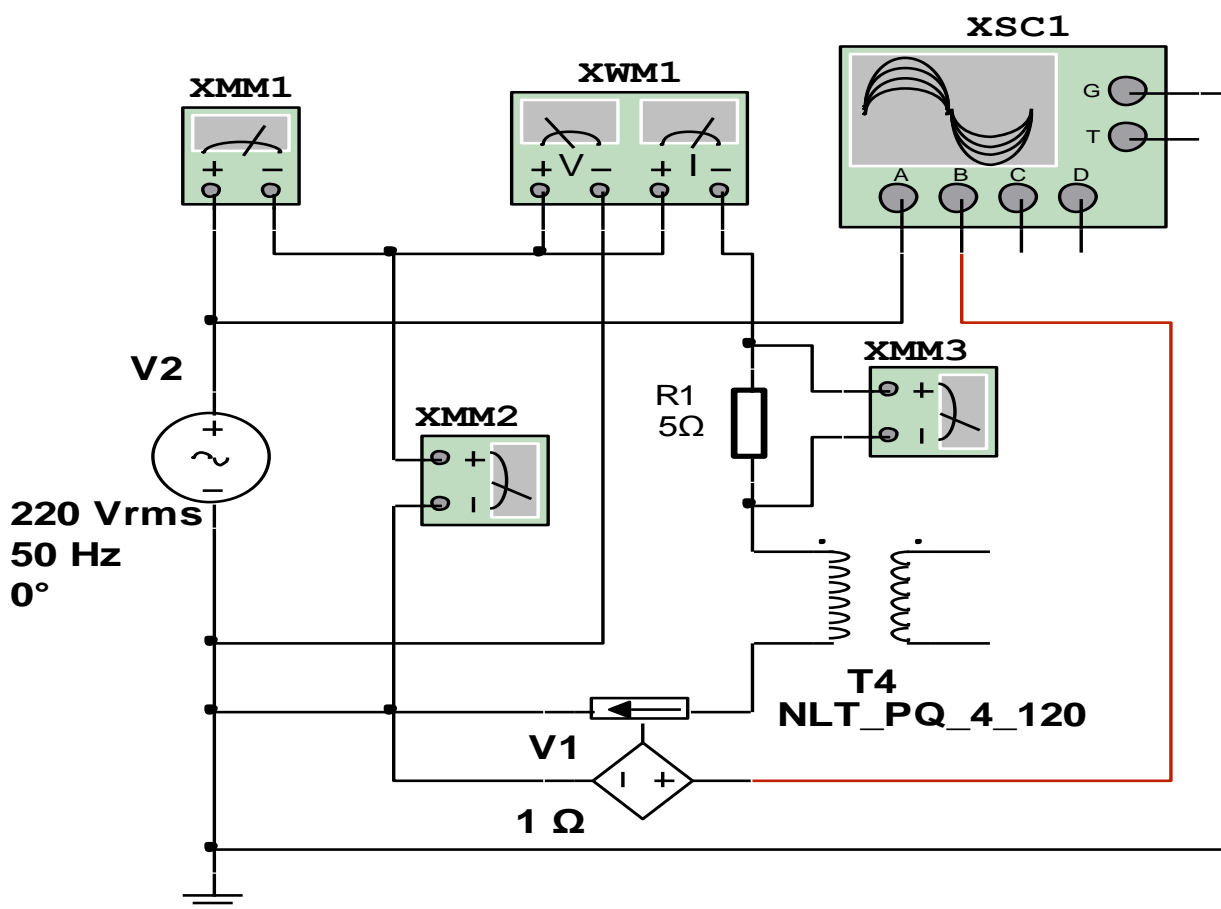 XSC1
XMM1
XWM1
G
T
+ −
+ V − + I −
A B C D
V2
XMM3
R1
5Ω
+
−
XMM2
+
−
+
−
220 Vrms
50 Hz
0°
T4
NLT_PQ_4_120
V1
− +
1 Ω